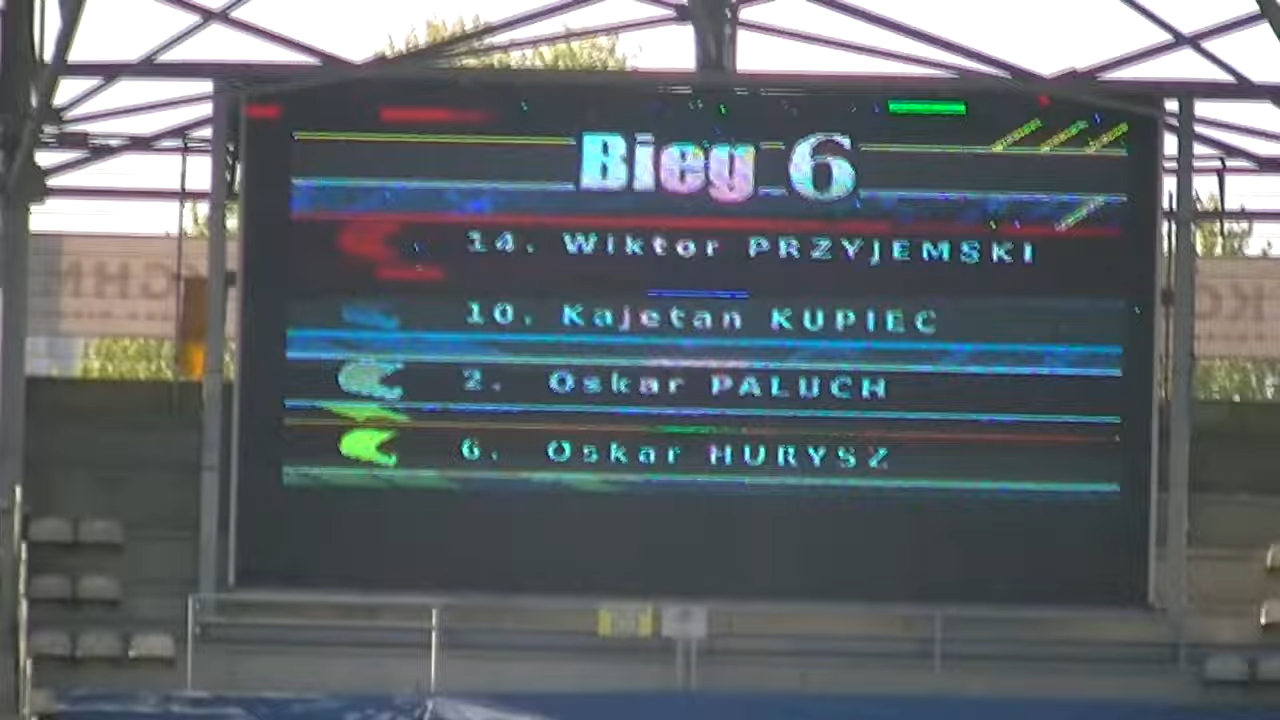 Bieg 6
14. Wiktor PRZYJEMSKI
10. Kajetan KUPIEC
2. Oskar PALUCH
6. Oskar HURYSZ